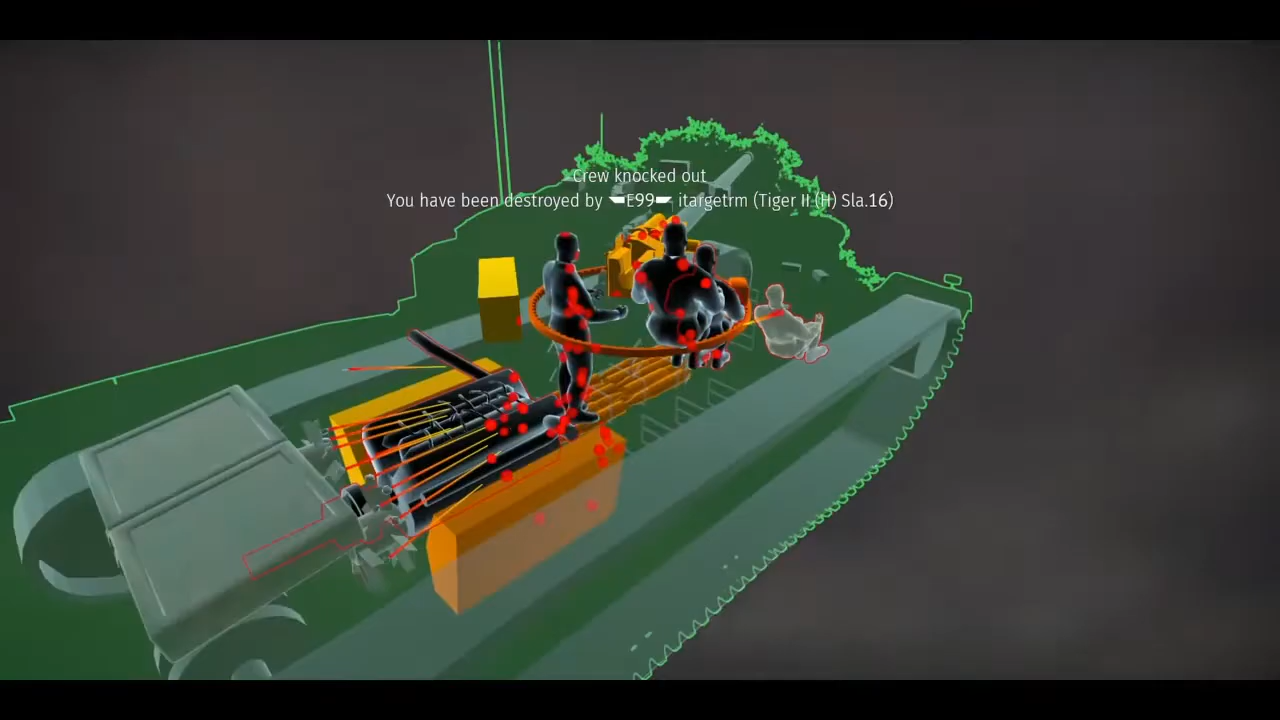 Crew knocked out
You have been destroyed by ◥E99◤ itargetrm (Tiger II (H) Sla.16)